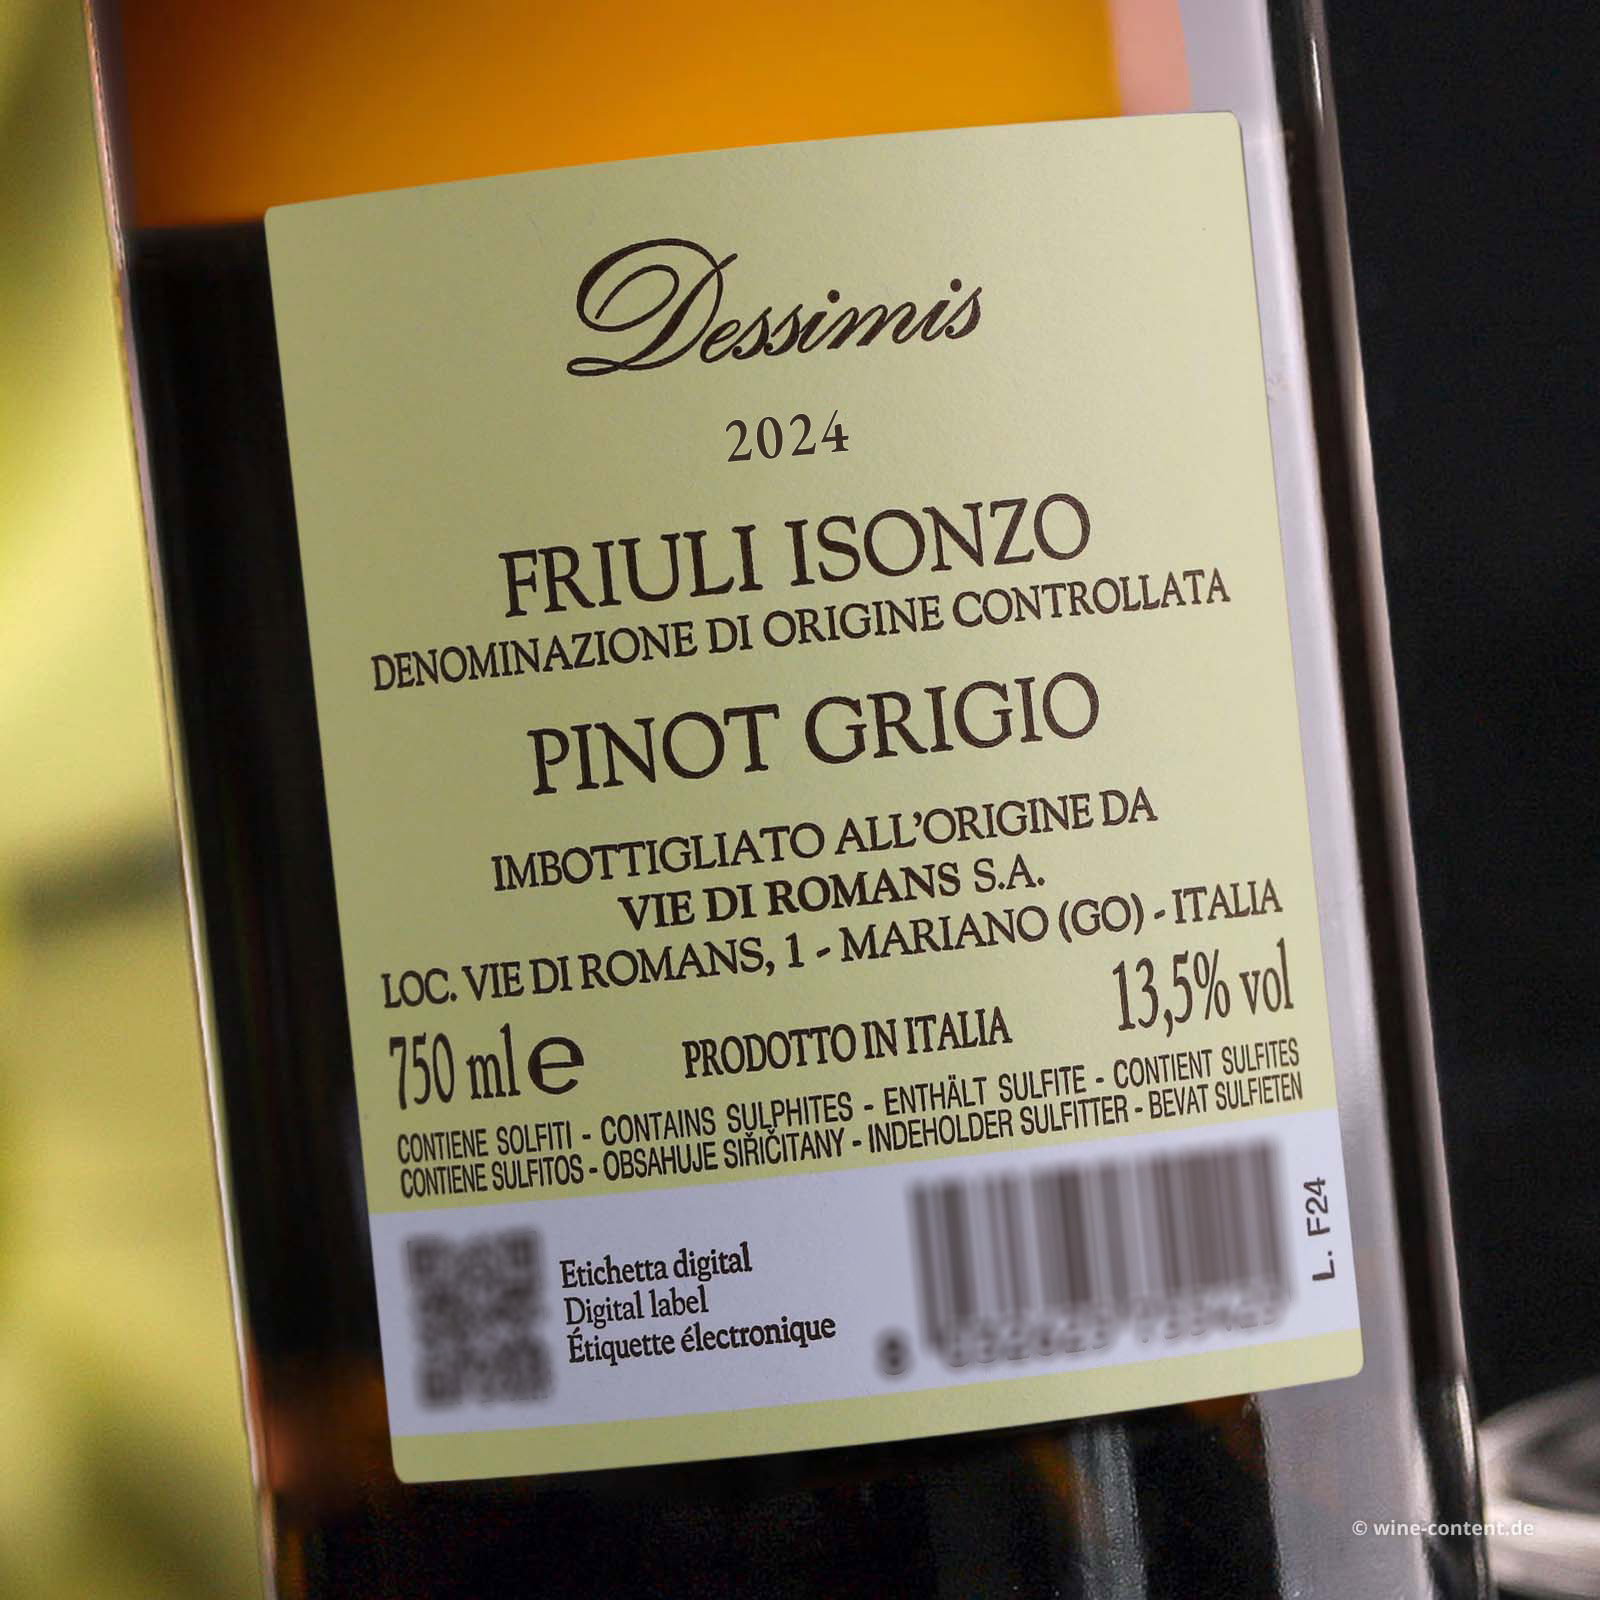 Dessimis
2024
FRIULI ISONZO
DENOMINAZIONE DI ORIGINE CONTROLLATA
PINOT GRIGIO
IMBOTTIGLIATO ALL'ORIGINE DA
VIE DI ROMANS S.A.
LOC. VIE DI ROMANS, 1 - MARIANO (GO) - ITALIA
750 ml e PRODOTTO IN ITALIA 13,5% vol
CONTIENE SOLFITI - CONTAINS SULPHITES - ENTHÄLT SULFITE - CONTIENT SULFITES
CONTIENE SULFITOS - OBSAHUJE SIŘIČITANY - INDEHOLDER SULFITTER - BEVAT SULFIETEN
Etichetta digital
Digital label
Étiquette électronique
L. F24
© wine-content.de